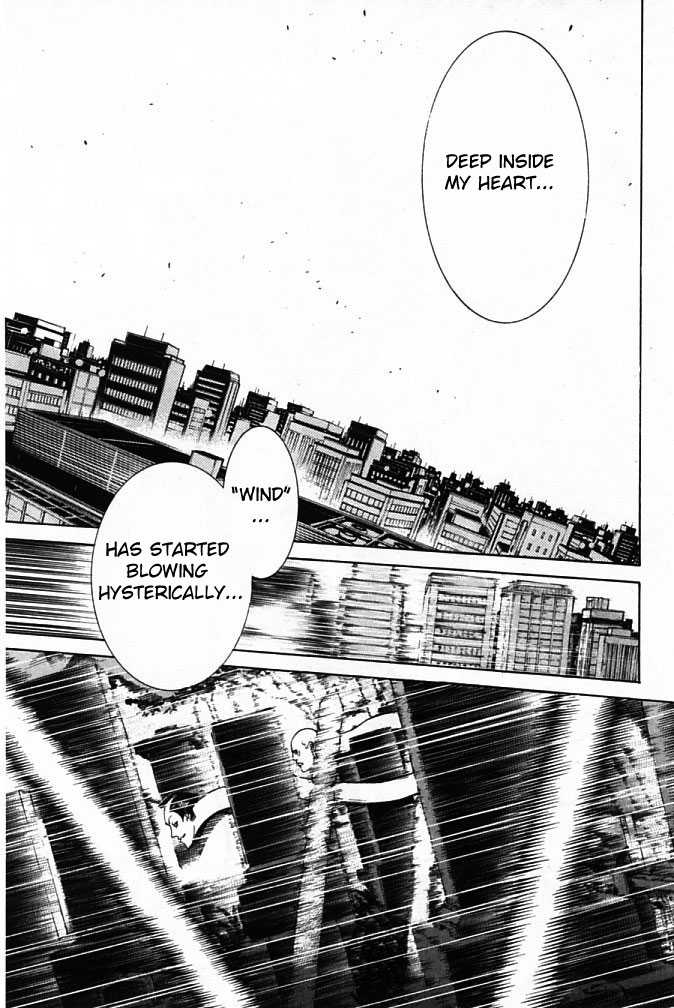 DEEP INSIDE
MY HEART...
"WIND"
...
HAS STARTED
BLOWING
HYSTERICALLY...